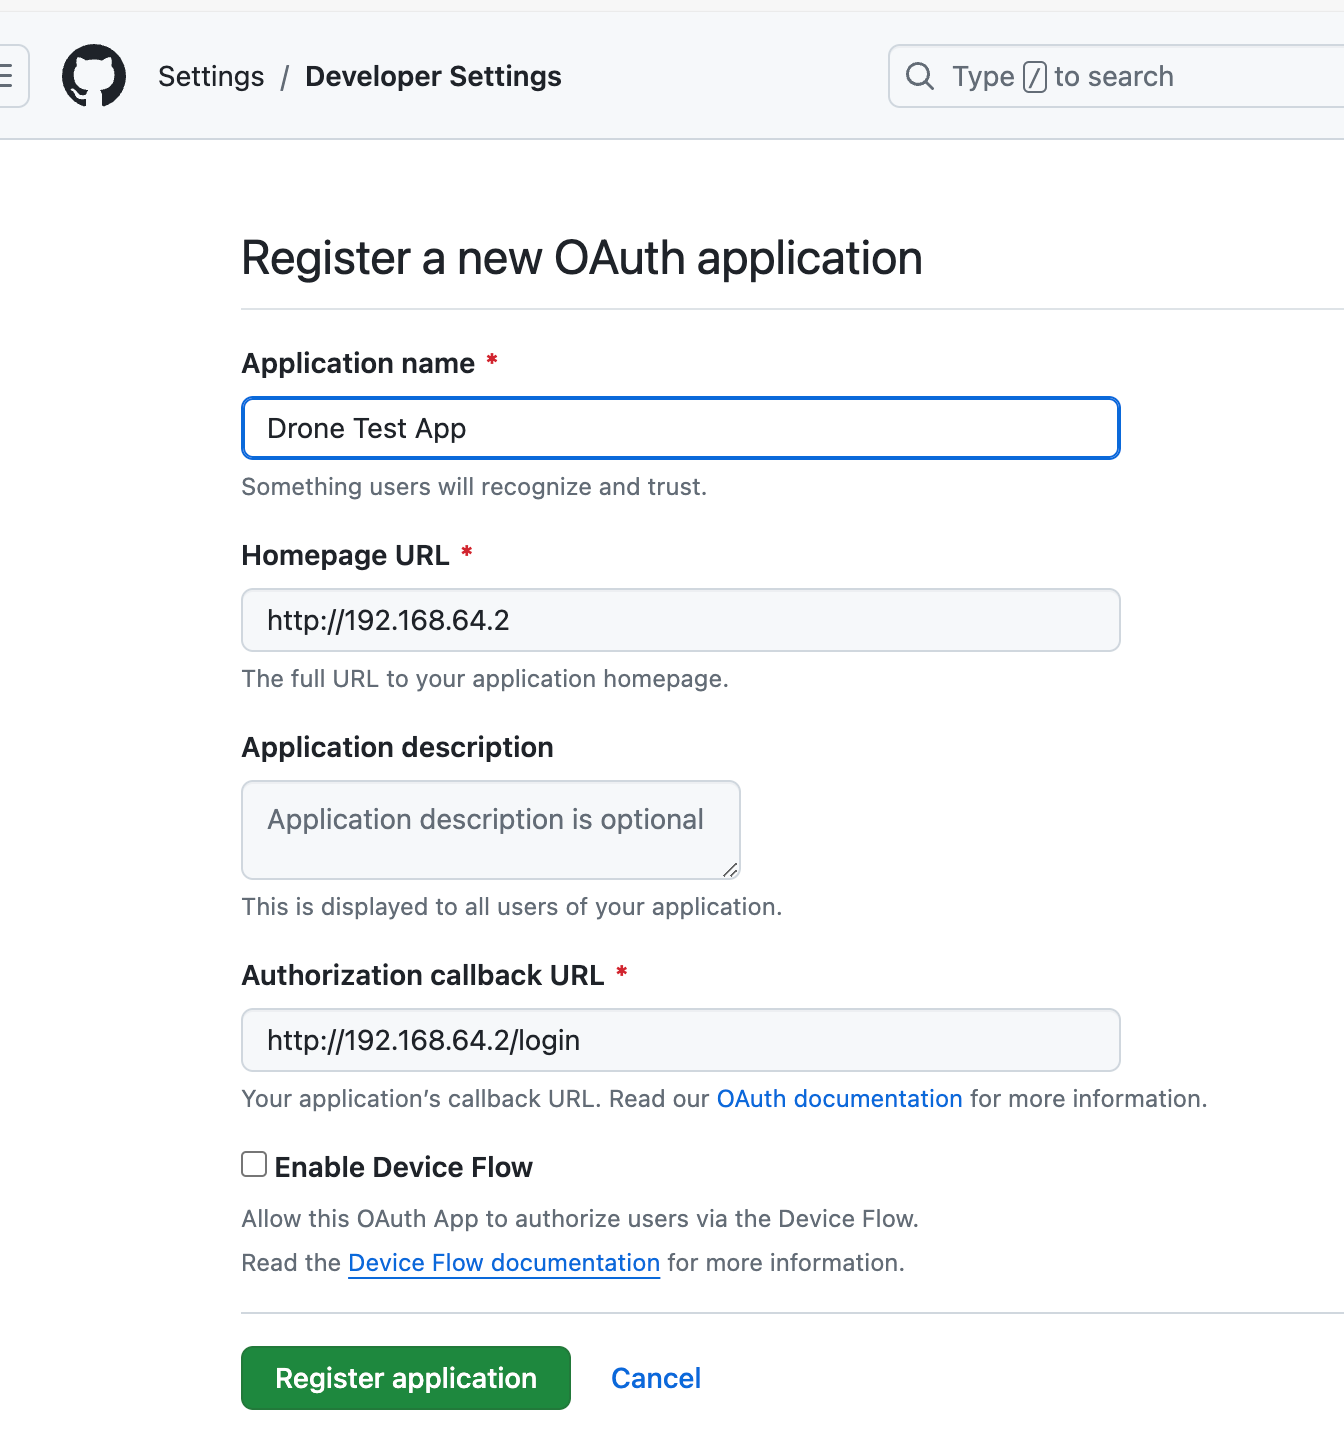 Settings / Developer Settings
Type / to search
Register a new OAuth application
Application name *
Drone Test App
Something users will recognize and trust.
Homepage URL *
http://192.168.64.2
The full URL to your application homepage.
Application description
Application description is optional
This is displayed to all users of your application.
Authorization callback URL *
http://192.168.64.2/login
Your application’s callback URL. Read our OAuth documentation for more information.
Enable Device Flow
Allow this OAuth App to authorize users via the Device Flow.
Read the Device Flow documentation for more information.
Register application Cancel